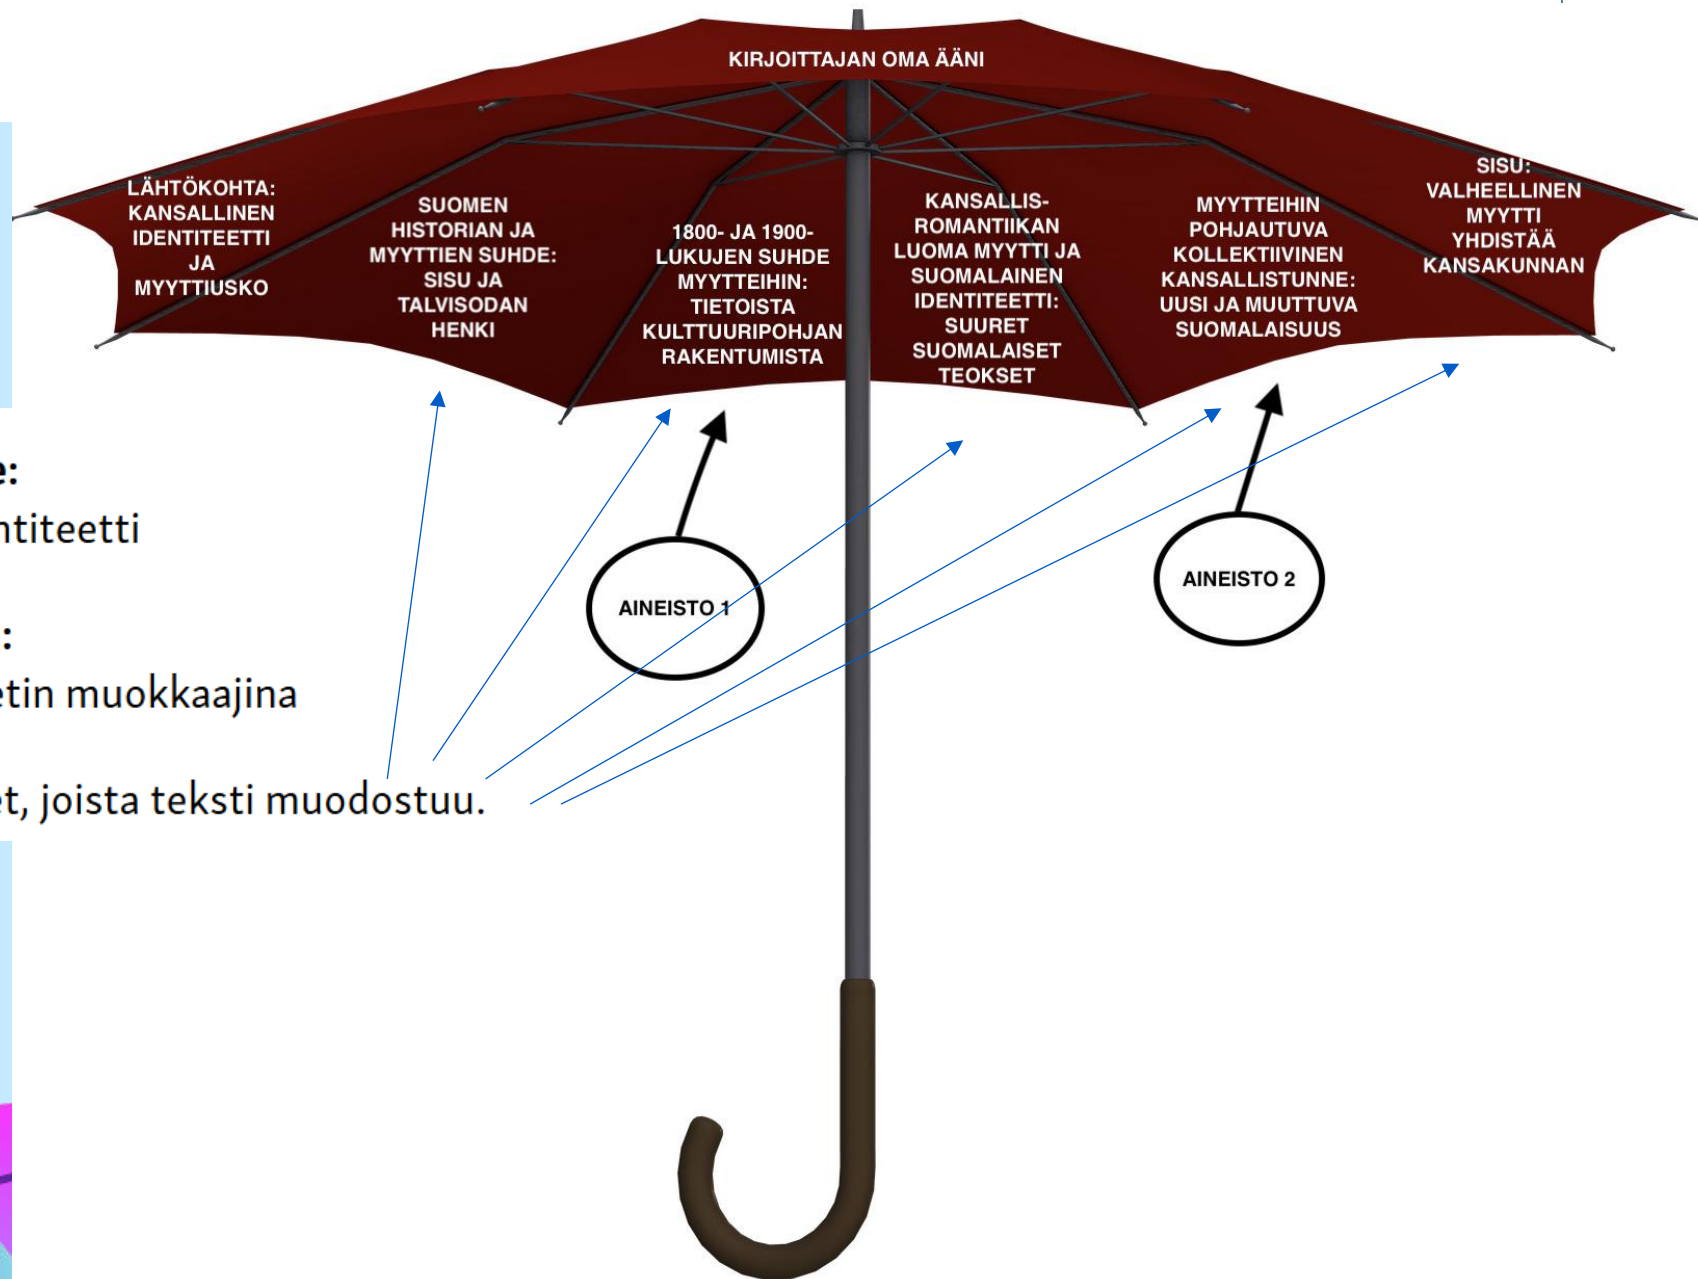 KIRJOITTAJAN OMA ÄÄNI
LÄHTÖKOHTA:
KANSALLINEN
IDENTITEETTI
JA
MYYTTIUSKO
SUOMEN
HISTORIAN JA
MYYTTIEN SUHDE:
SISU JA
TALVISODAN
HENKI
1800- JA 1900-
LUKUJEN SUHDE
MYYTTEIHIN:
TIETOISTA
KULTTUURIPOHJAN
RAKENTUMISTA
KANSALLIS-
ROMANTIIKAN
LUOMA MYYTTI JA
SUOMALAINEN
IDENTITEETTI:
SUURET
SUOMALAISET
TEOKSET
MYYTTEIHIN
POHJAUTUVA
KOLLEKTIIVINEN
KANSALLISTUNNE:
UUSI JA MUUTTUVA
SUOMALAISUUS
SISU:
VALHEELLINEN
MYYTTI
YHDISTÄÄ
KANSAKUNNAN
e:
ntiteetti
:
etin muokkaajina
et, joista teksti muodostuu.
AINEISTO 1
AINEISTO 2